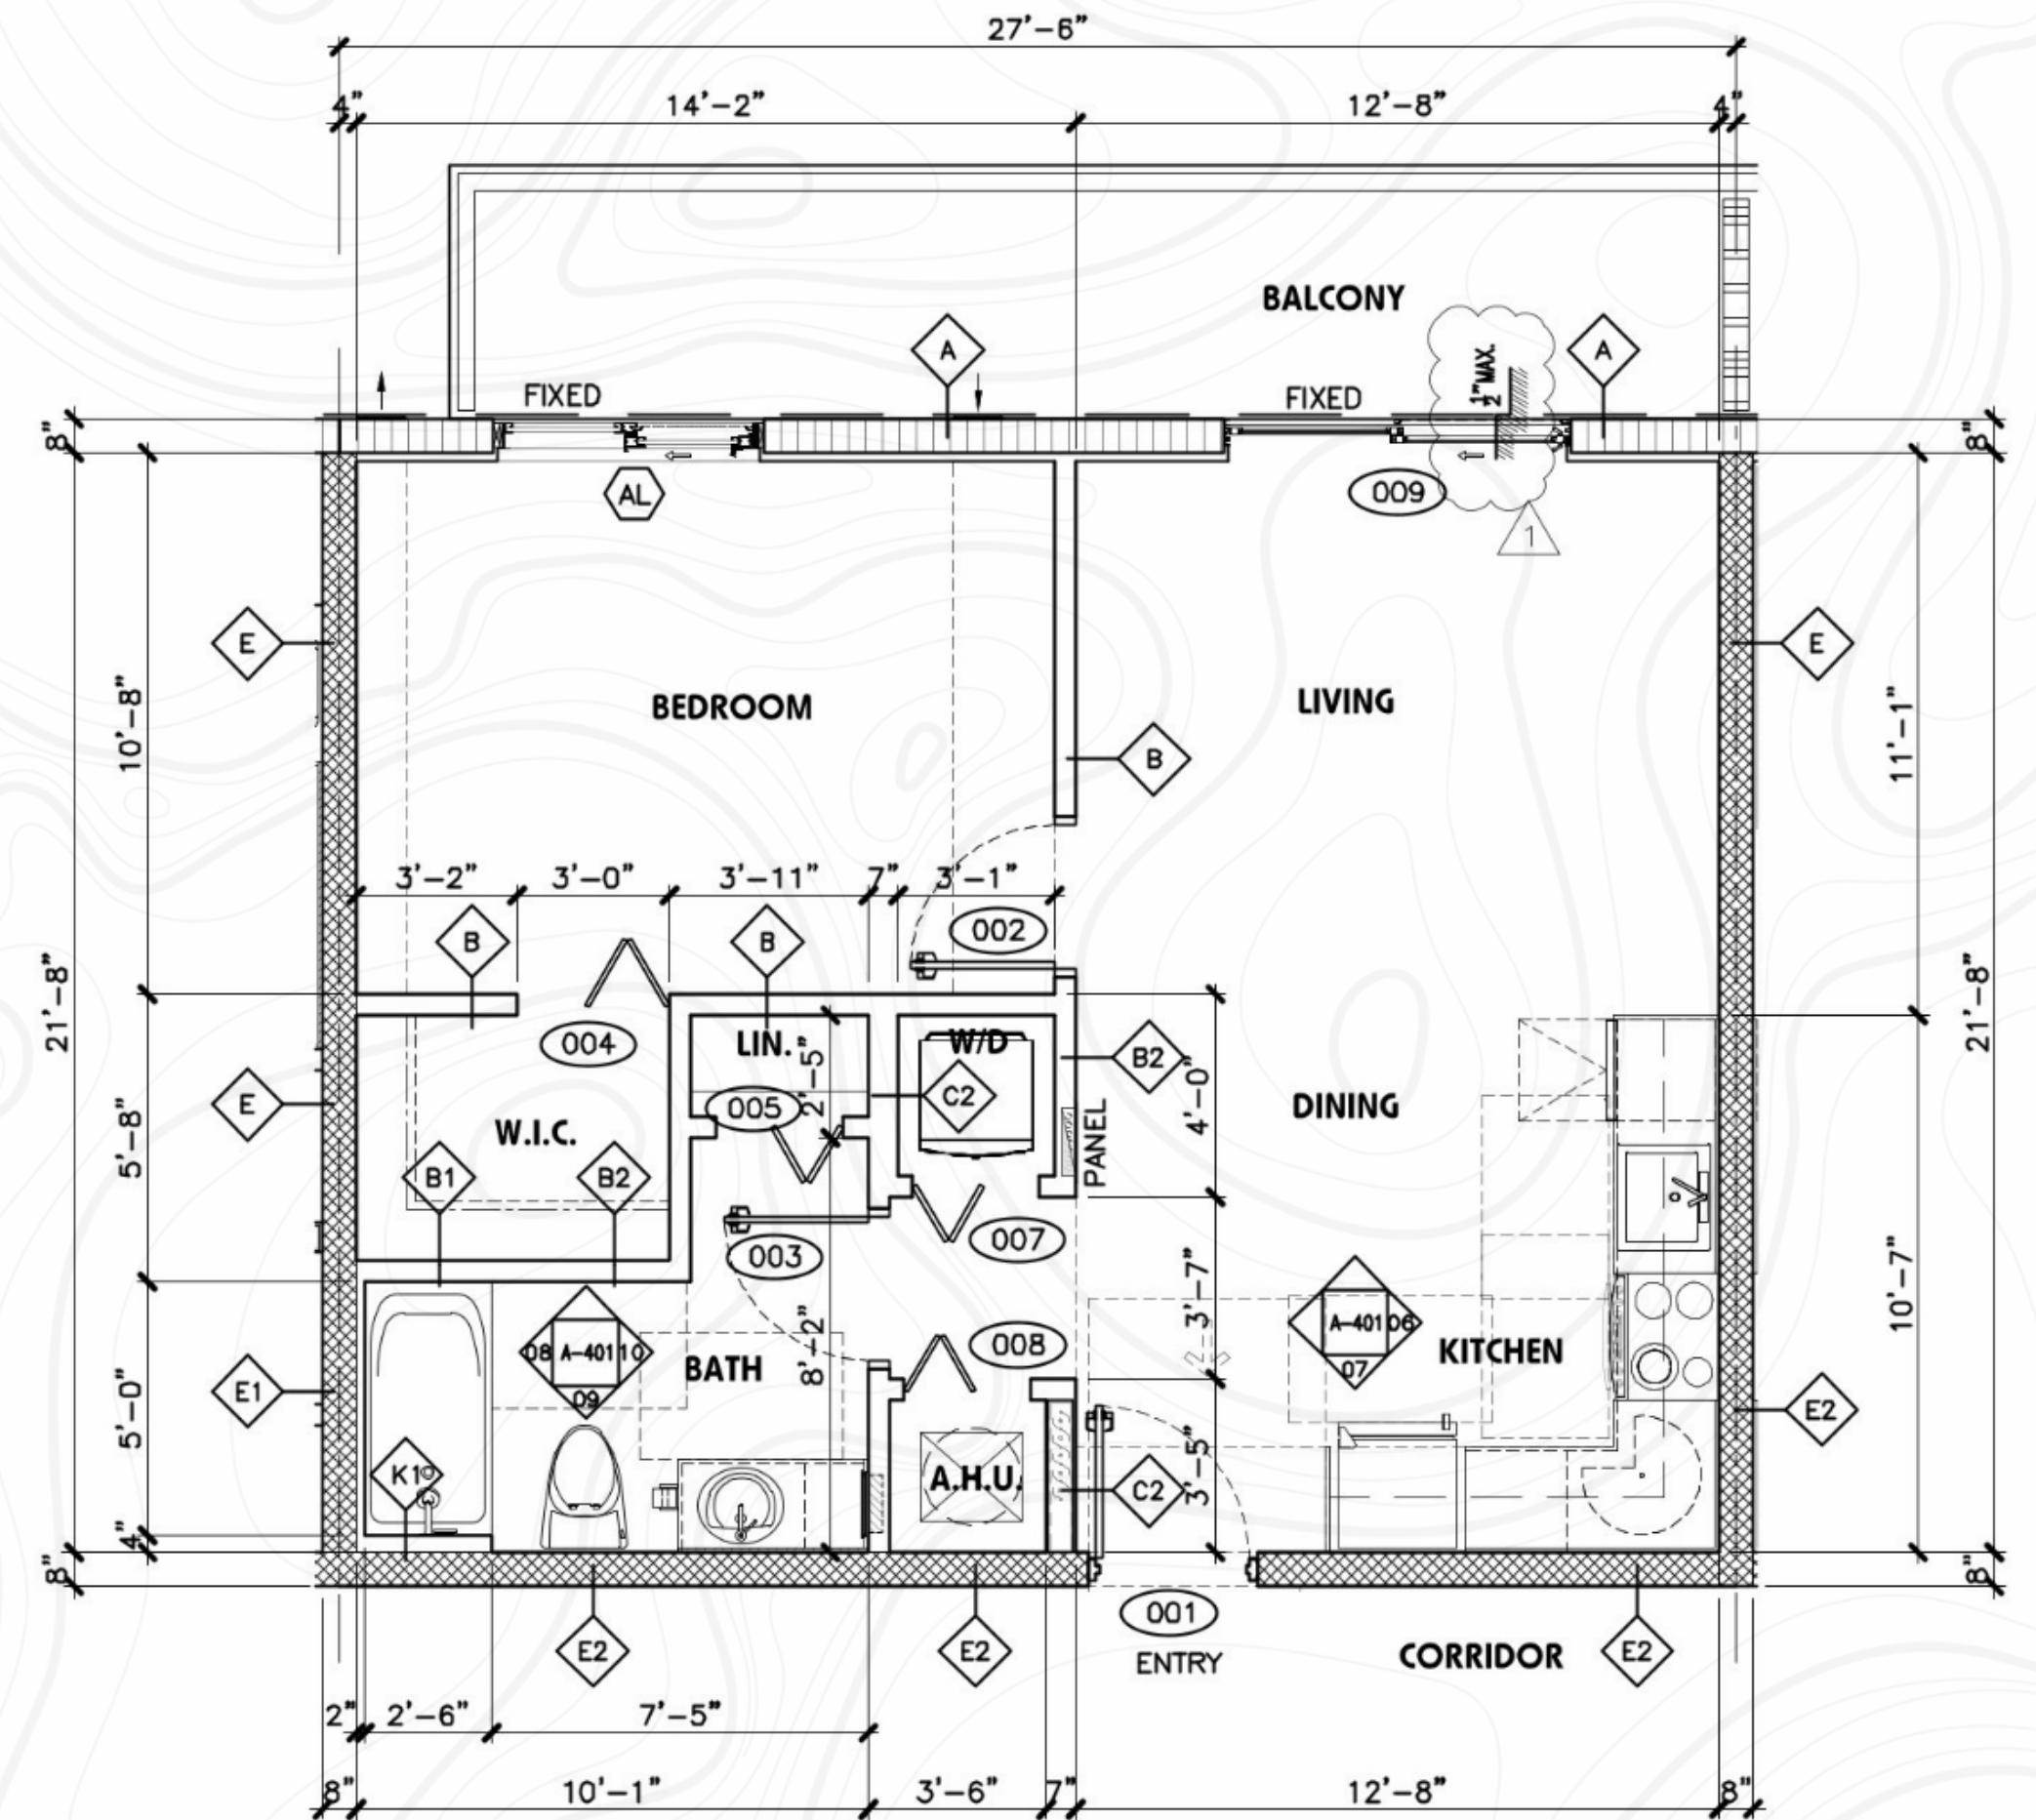 27'-6"
4"
14'-2"
12'-8"
4"
BALCONY
A
A
1/2" MAX.
FIXED
FIXED
8"
8"
AL
009
1
E
E
BEDROOM
LIVING
10'-8"
11'-1"
B
3'-2"
3'-0"
3'-11"
7"
3'-1"
B
B
002
21'-8"
21'-8"
004
LIN.
W/D
B2
2'-5"
E
005
C2
4'-0"
DINING
5'-8"
W.I.C.
PANEL
B1
B2
003
007
3'-7"
10'-7"
8'-2"
008
08
A-401
10
09
BATH
A-401
06
07
KITCHEN
E1
E2
5'-0"
K1
A.H.U.
C2
3'-5"
4"
8"
8"
001
ENTRY
E2
E2
CORRIDOR
E2
2"
2'-6"
7'-5"
8"
10'-1"
3'-6"
7"
12'-8"
8"